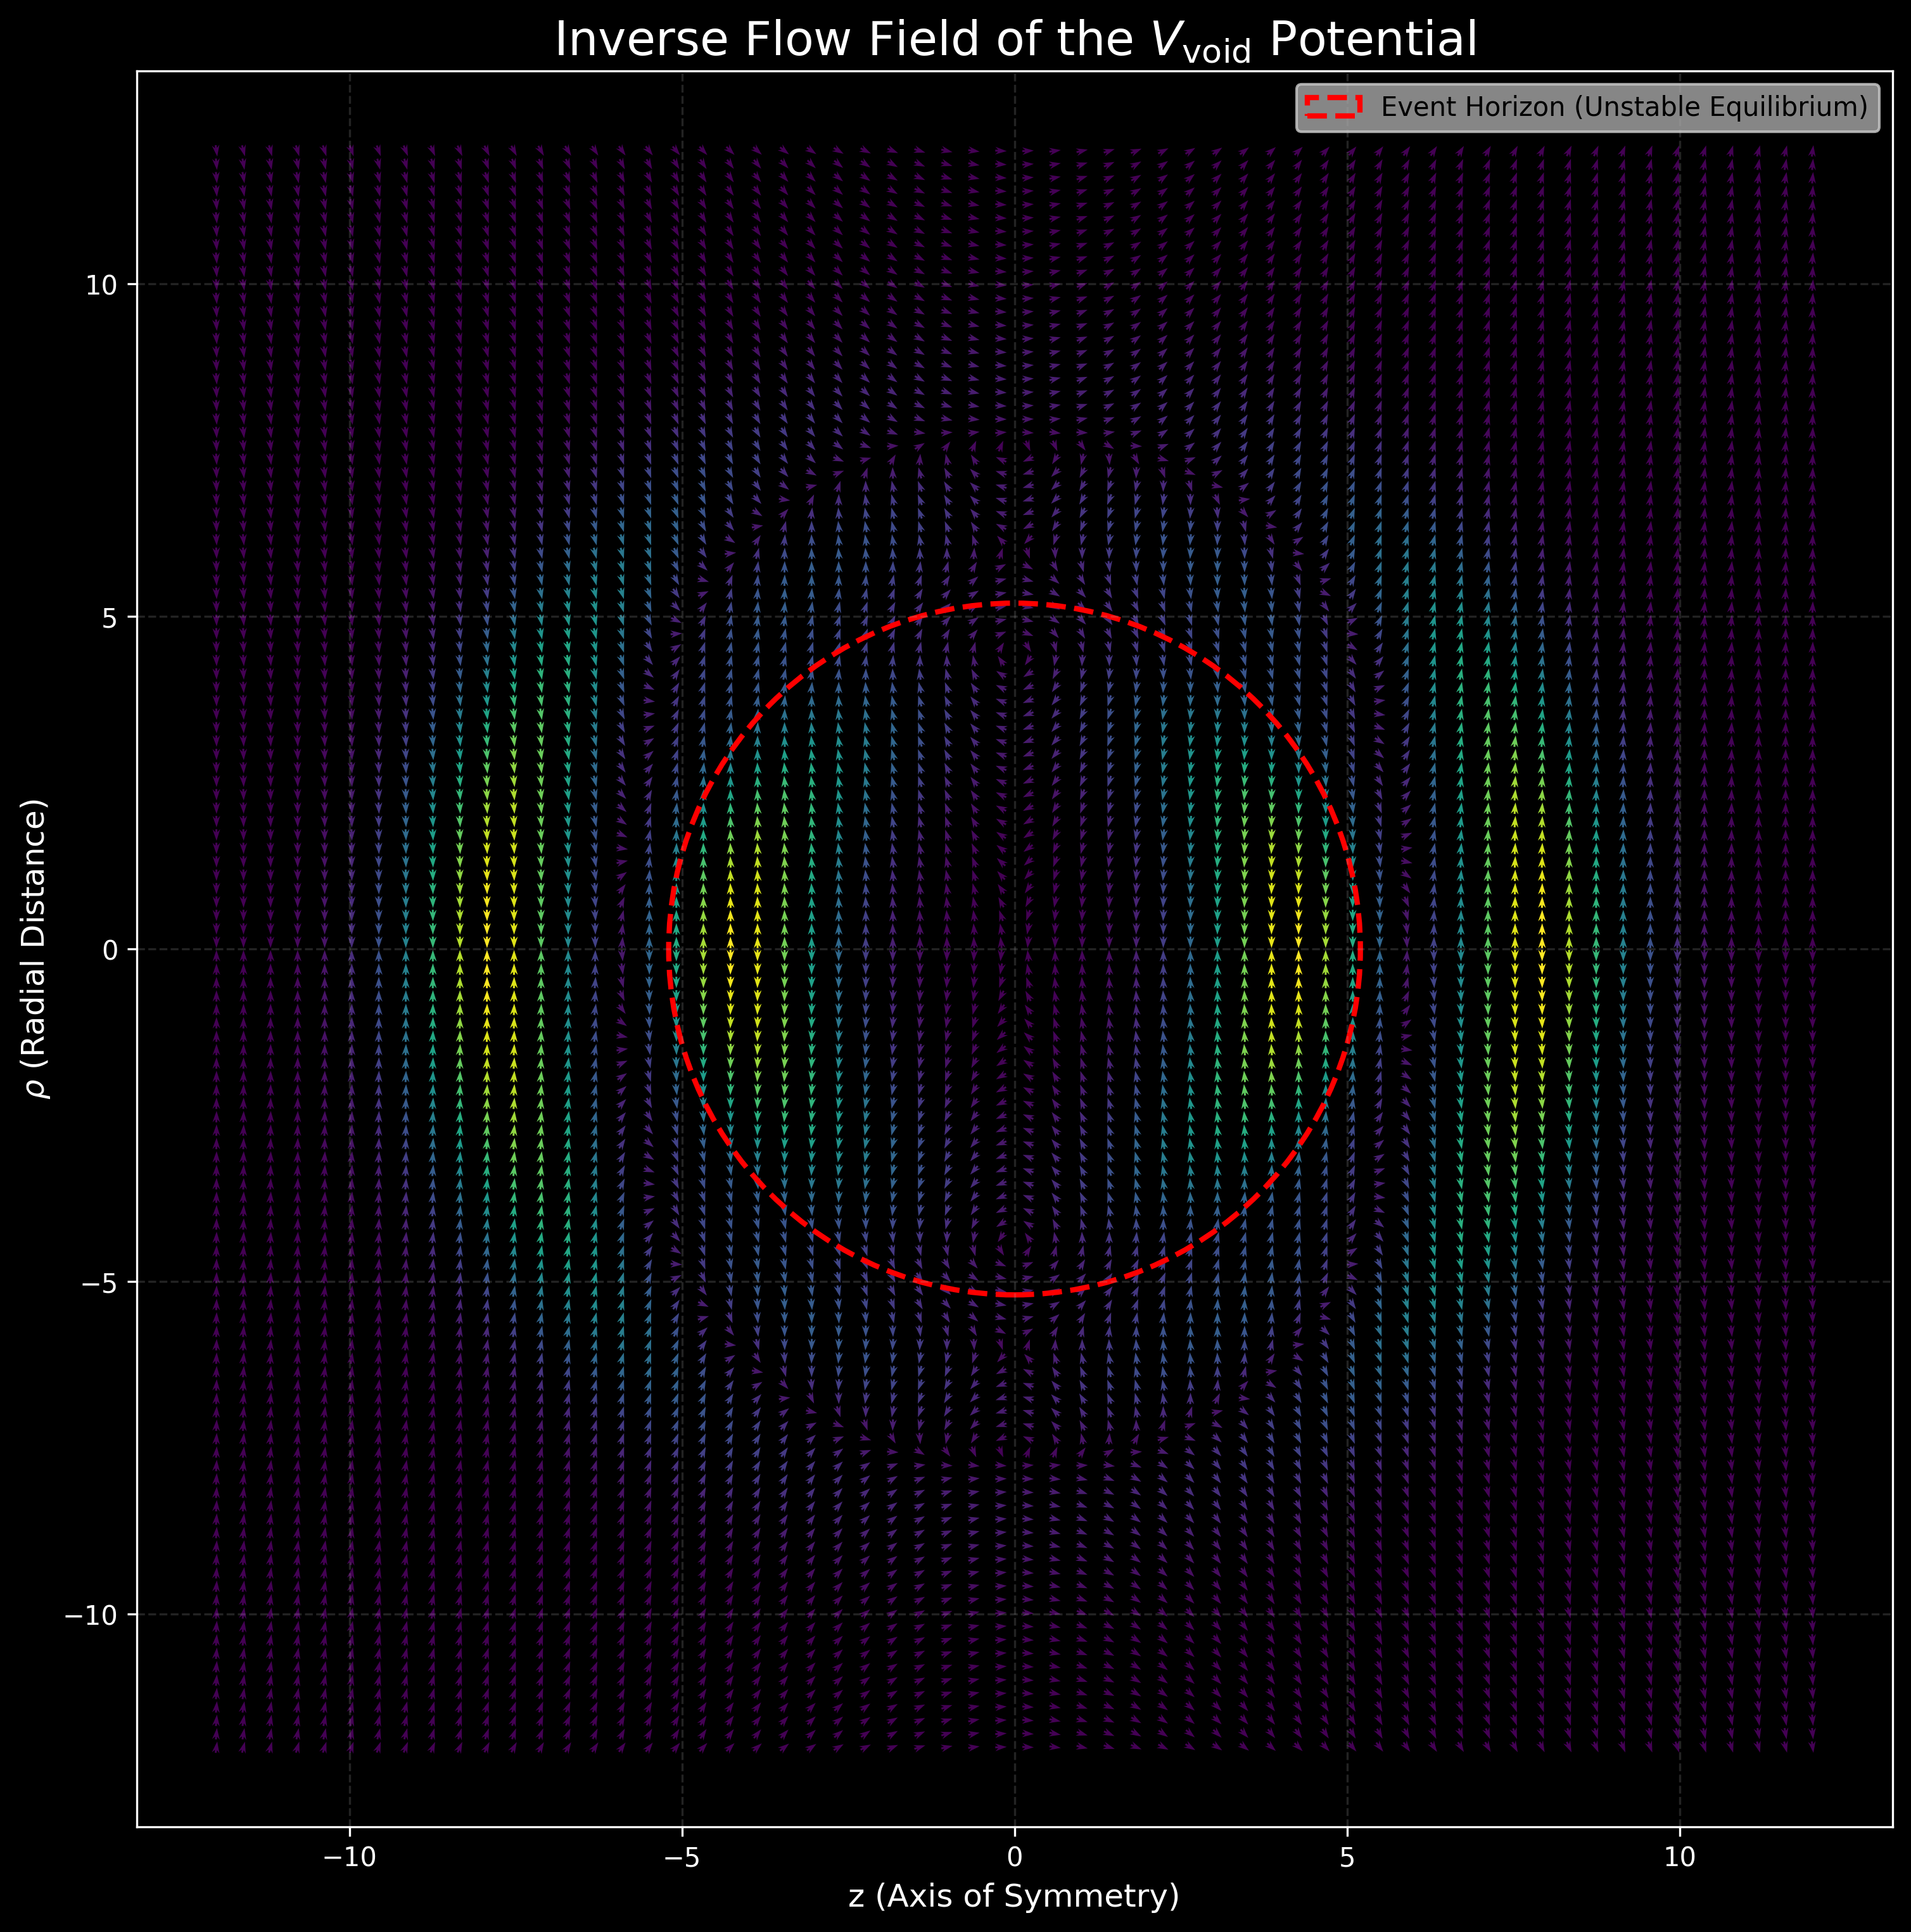 Inverse Flow Field of the V_void Potential
Event Horizon (Unstable Equilibrium)
10
5
0
−5
−10
ρ (Radial Distance)
−10 −5 0 5 10
z (Axis of Symmetry)